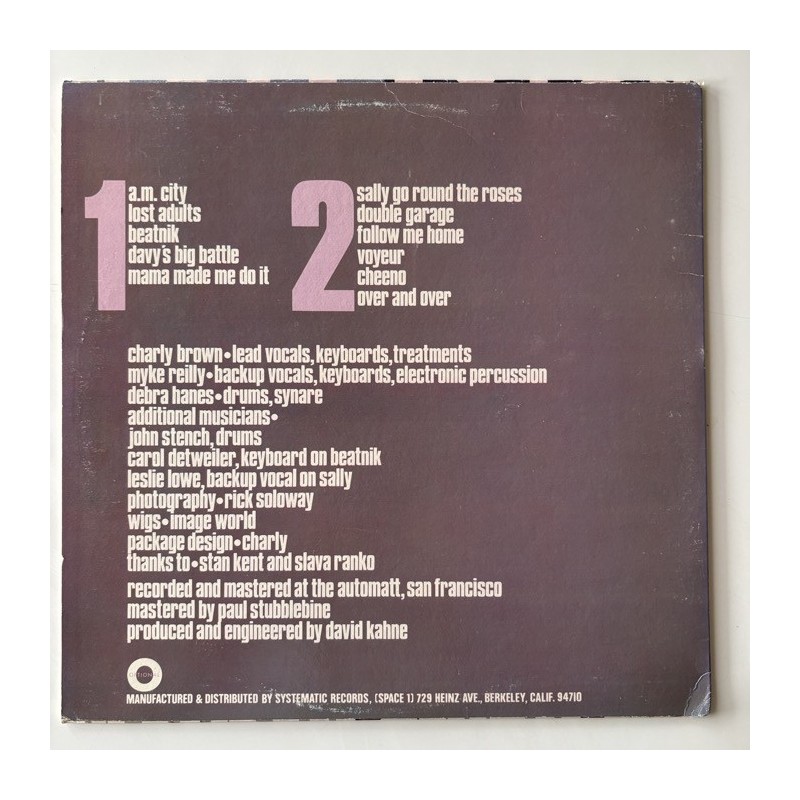 1
a.m. city
lost adults
beatnik
davy's big battle
mama made me do it
2
sally go round the roses
double garage
follow me home
voyeur
cheeno
over and over
charly brown•lead vocals, keyboards, treatments
myke reilly•backup vocals, keyboards, electronic percussion
debra hanes•drums, synare
additional musicians•
john stench, drums
carol detweiler, keyboard on beatnik
leslie lowe, backup vocal on sally
photography•rick soloway
wigs•image world
package design•charly
thanks to•stan kent and slava ranko
recorded and mastered at the automatt, san francisco
mastered by paul stubblebine
produced and engineered by david kahne
MANUFACTURED & DISTRIBUTED BY SYSTEMATIC RECORDS, (SPACE 1) 729 HEINZ AVE., BERKELEY, CALIF. 94710